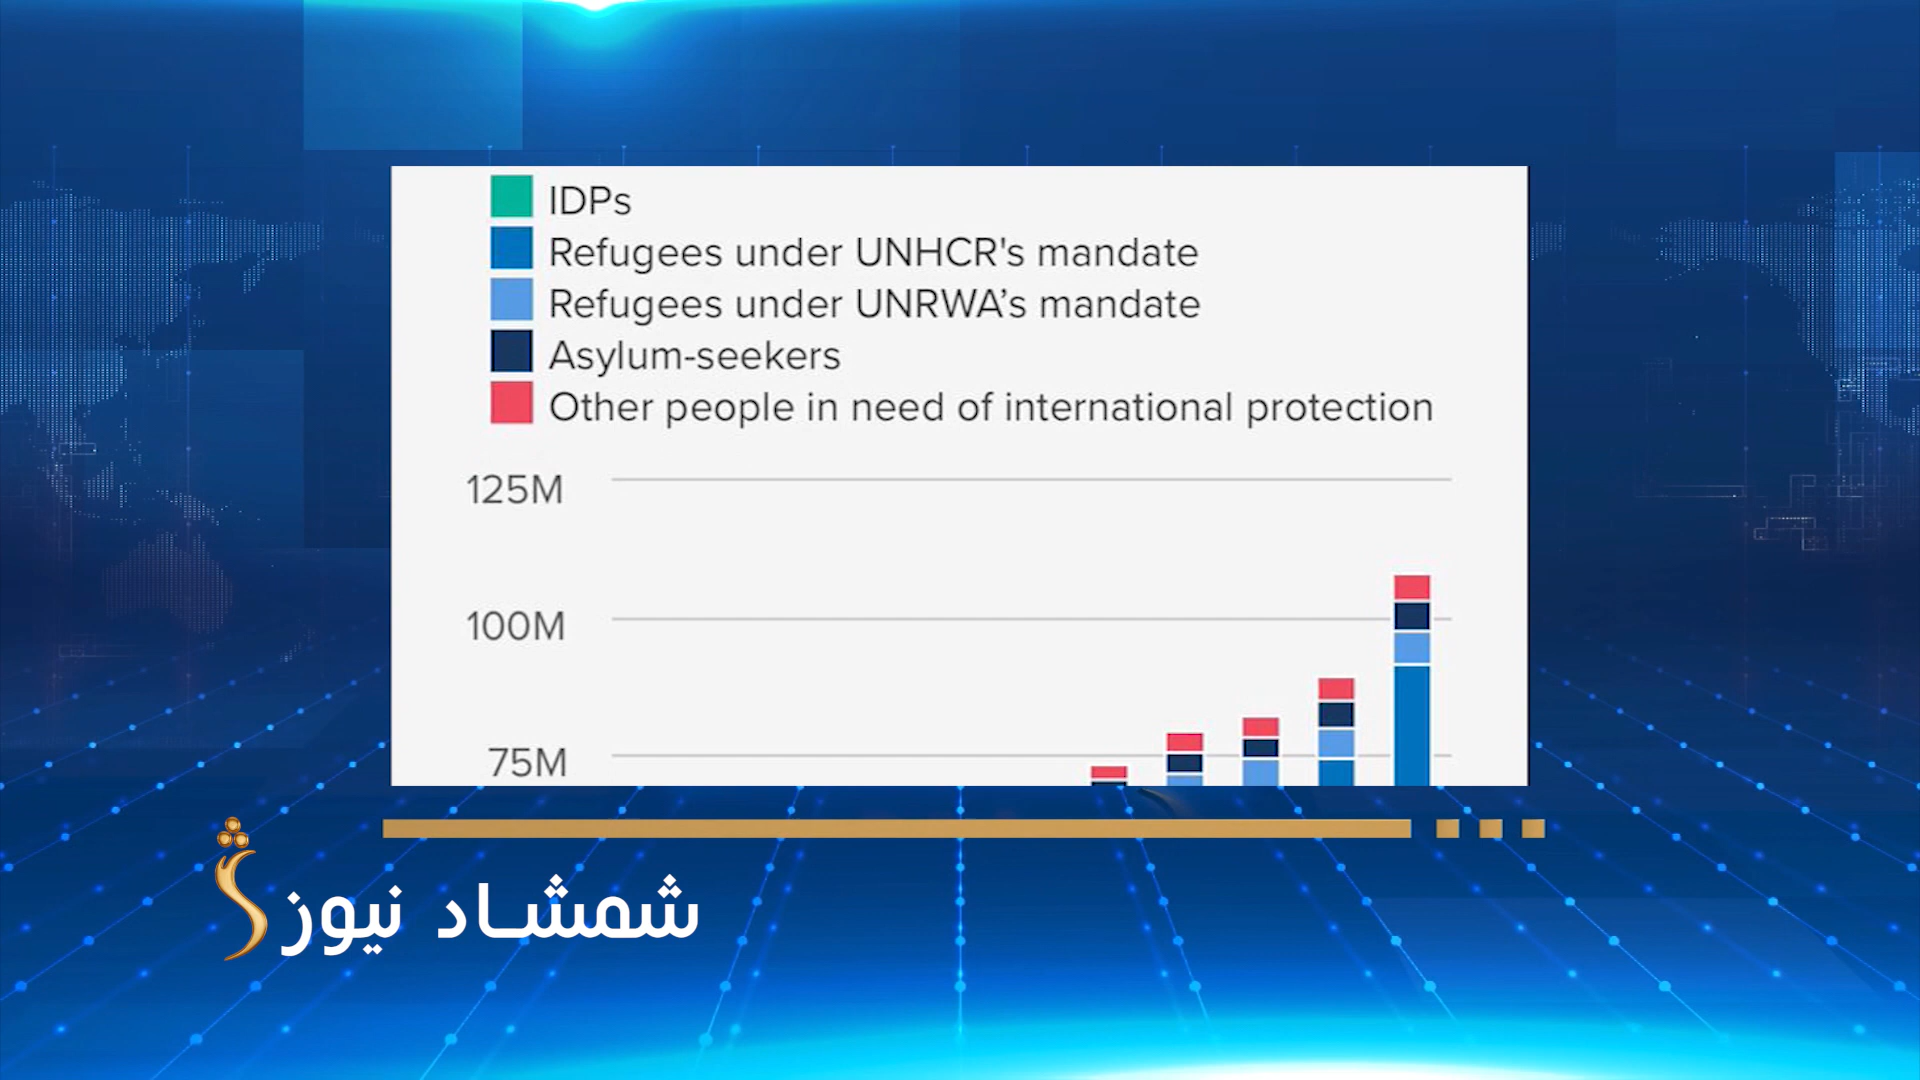 IDPs
Refugees under UNHCR's mandate
Refugees under UNRWA’s mandate
Asylum-seekers
Other people in need of international protection
125M
100M
75M
شمشاد نیوز